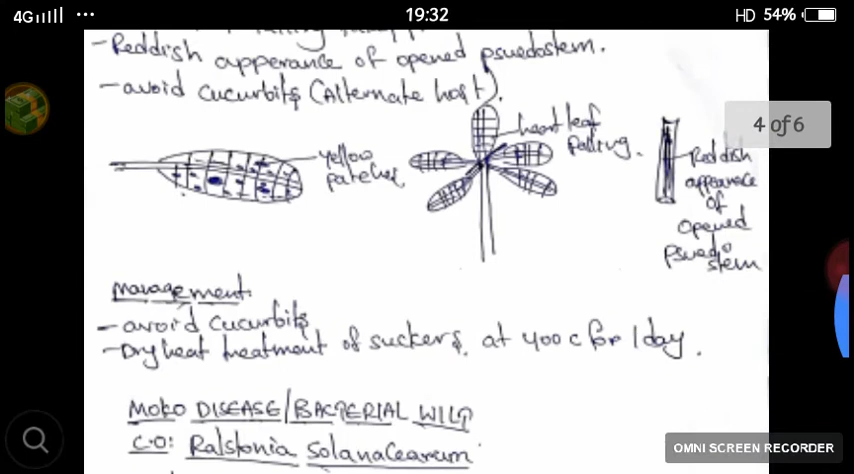 4G
19:32
HD 54%
- Reddish apperance of opened psuedostem.
- avoid cucurbits (Alternate host).
4 of 6
heart leaf
yellow
patches
Reddish
apperance
of
opened
psuedo
stem
Management
- avoid cucurbits
- Dry heat treatment of suckers, at 400c for 1 day.
MOKO DISEASE/BACTERIAL WILT
C.O: Ralstonia Solanacearum
OMNI SCREEN RECORDER